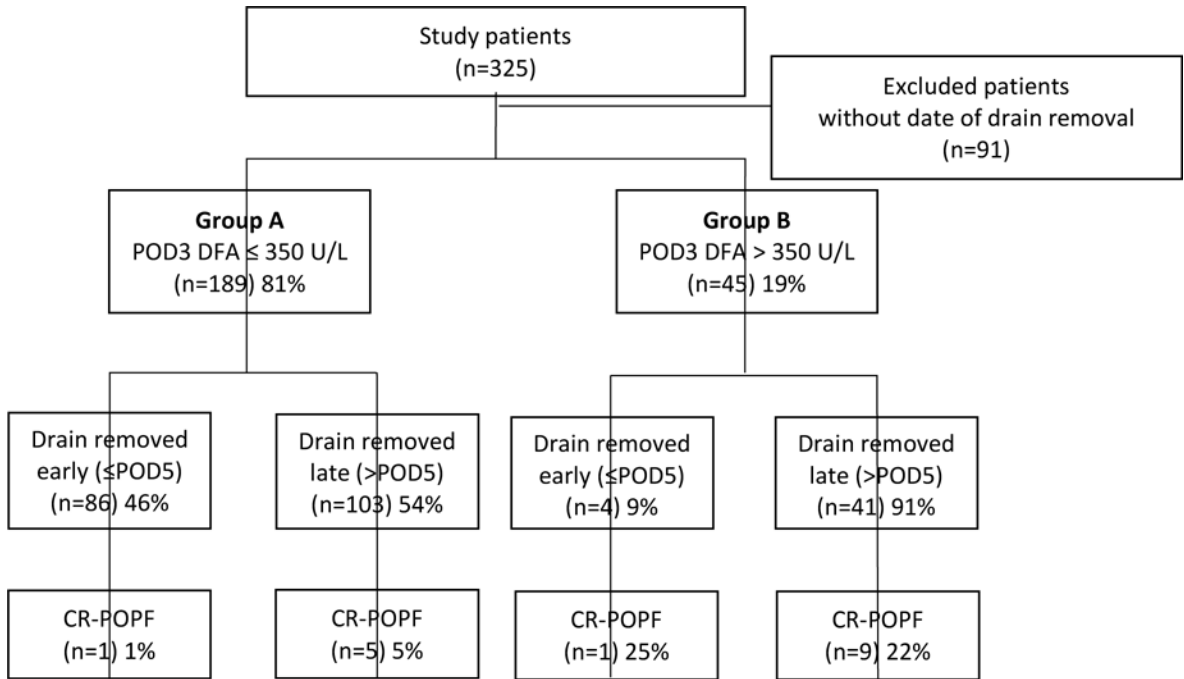 Study patients
(n=325)
Excluded patients
without date of drain removal
(n=91)
Group A
POD3 DFA ≤ 350 U/L
(n=189) 81%
Group B
POD3 DFA > 350 U/L
(n=45) 19%
Drain removed
early (≤POD5)
(n=86) 46%
Drain removed
late (>POD5)
(n=103) 54%
Drain removed
early (≤POD5)
(n=4) 9%
Drain removed
late (>POD5)
(n=41) 91%
CR-POPF
(n=1) 1%
CR-POPF
(n=5) 5%
CR-POPF
(n=1) 25%
CR-POPF
(n=9) 22%